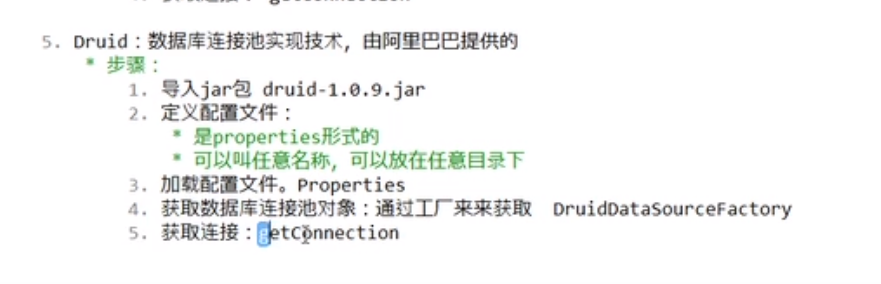 5. Druid：数据库连接池实现技术，由阿里巴巴提供的
* 步骤：
1. 导入jar包 druid-1.0.9.jar
2. 定义配置文件：
* 是properties形式的
* 可以叫任意名称，可以放在任意目录下
3. 加载配置文件。Properties
4. 获取数据库连接池对象：通过工厂来来获取 DruidDataSourceFactory
5. 获取连接：getConnection